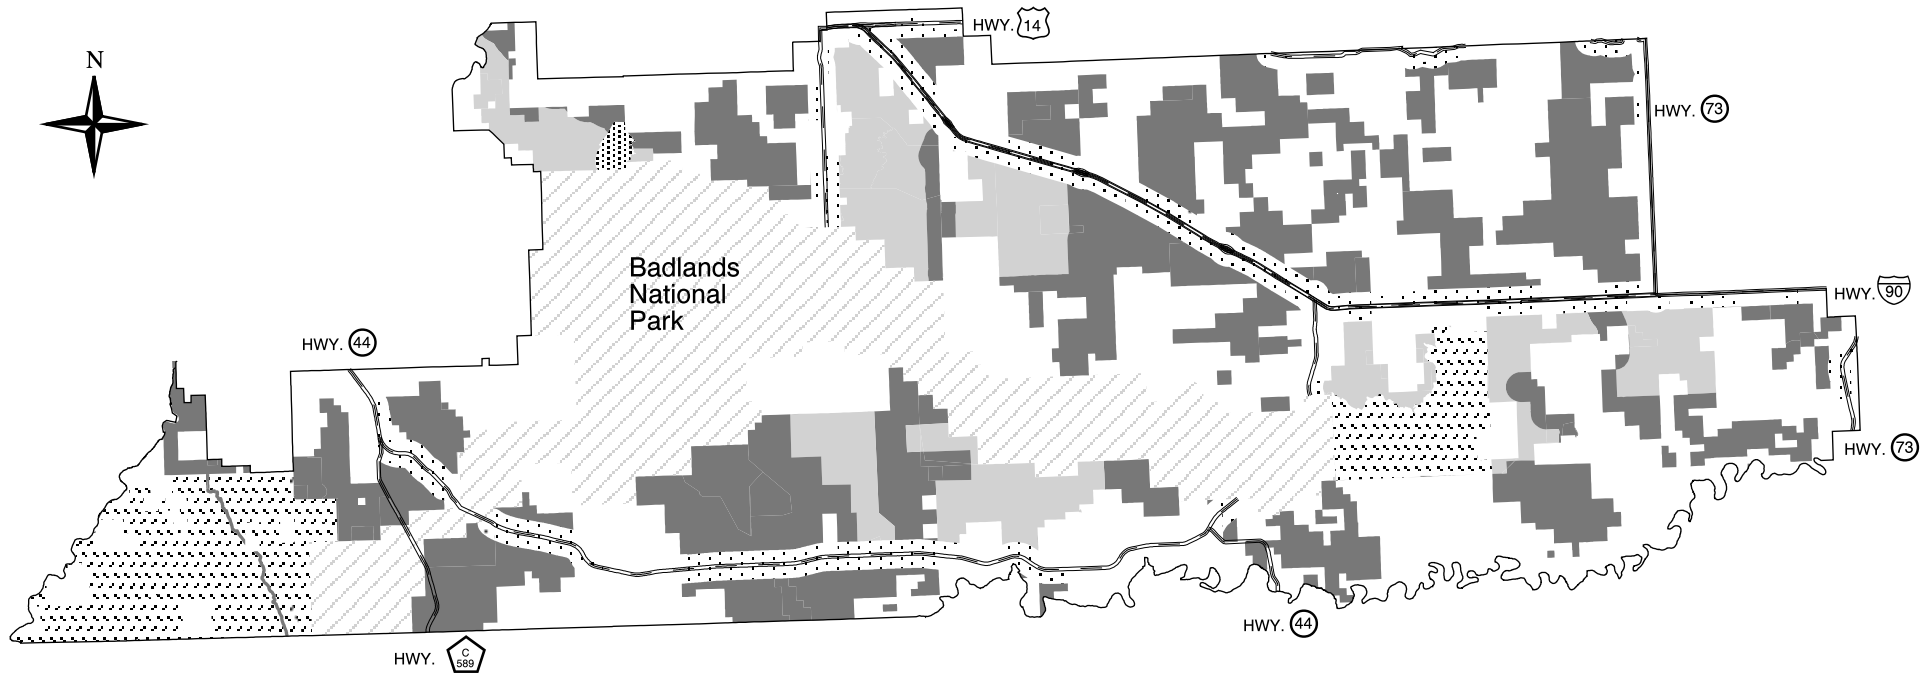 HWY. 14
N
HWY. 73
Badlands
National
Park
HWY. 90
HWY. 44
HWY. 73
HWY. 44
HWY. C
589